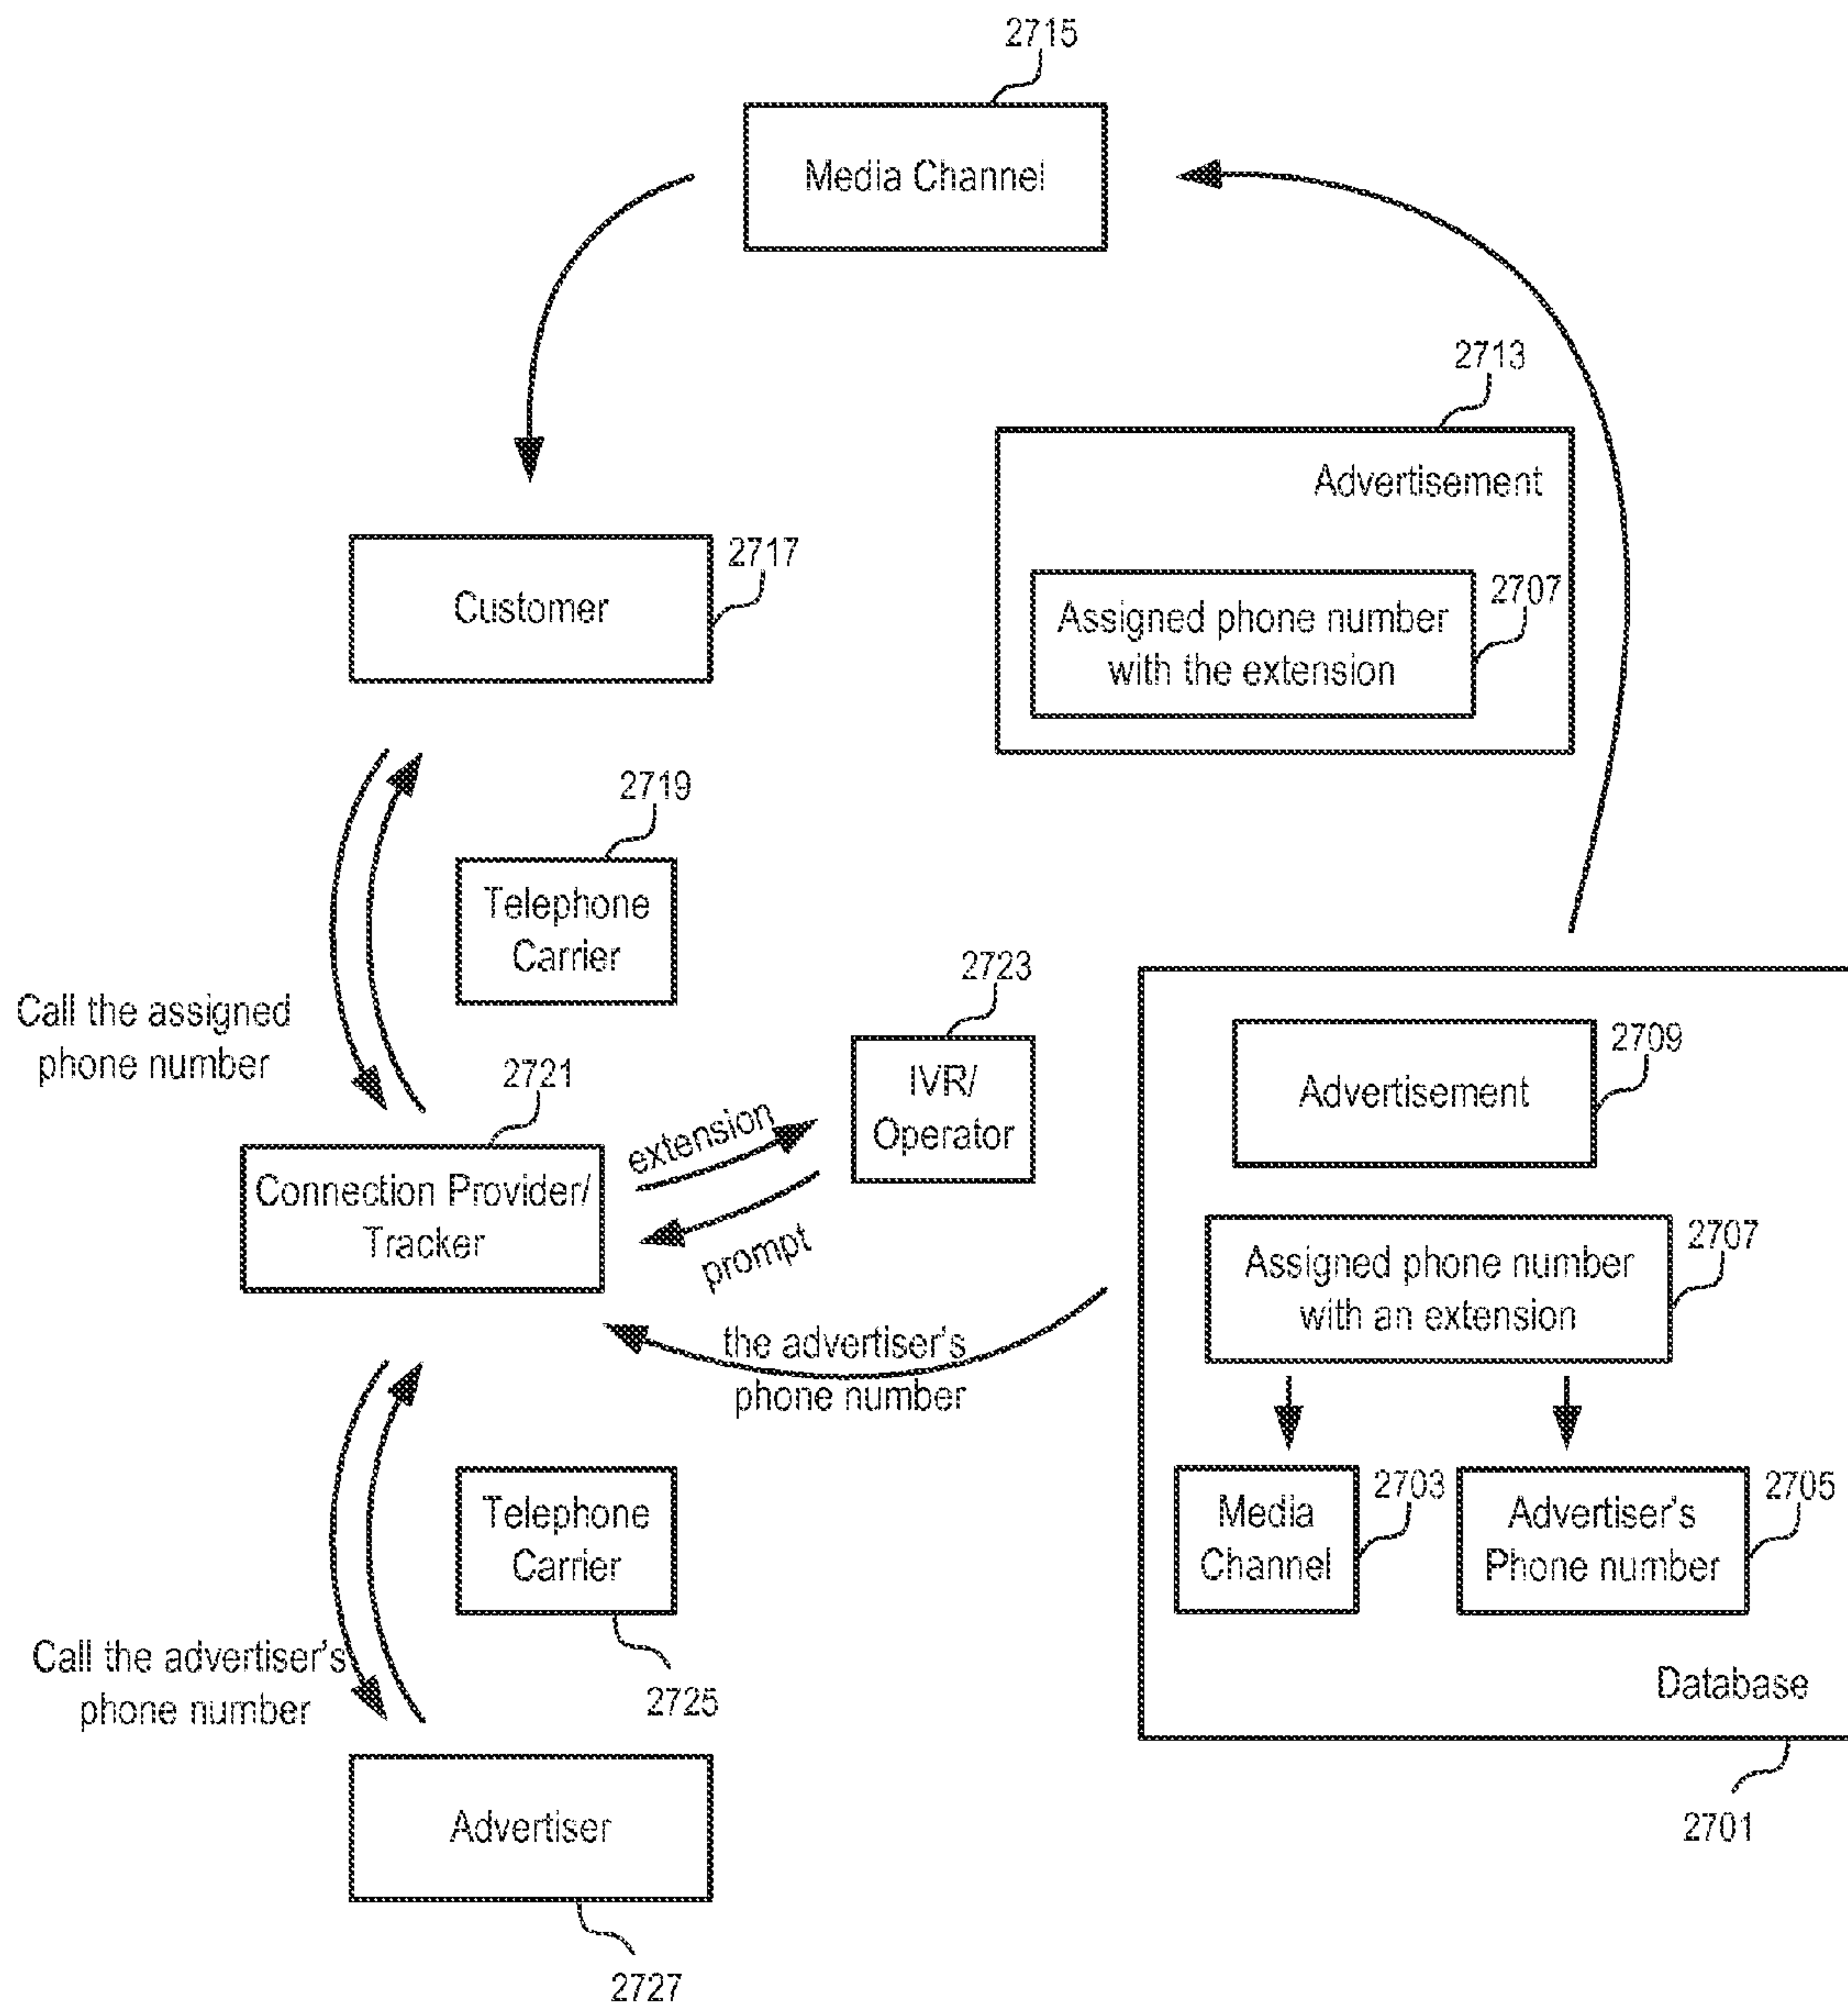 2715
Media Channel
2713
Advertisement
2717
Customer
2707
Assigned phone number
with the extension
2719
Telephone
Carrier
Call the assigned
phone number
2723
IVR/
Operator
2721
Connection Provider/
Tracker
extension
prompt
the advertiser's
phone number
2709
Advertisement
2707
Assigned phone number
with an extension
2703
Media
Channel
2705
Advertiser's
Phone number
Database
2701
Telephone
Carrier
2725
Call the advertiser's
phone number
Advertiser
2727